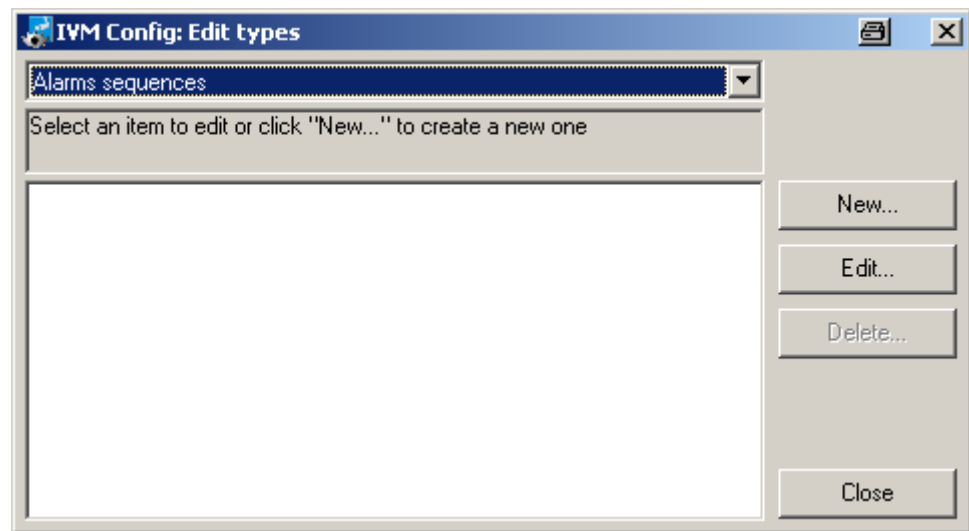 IVM Config: Edit types
Alarms sequences
Select an item to edit or click "New..." to create a new one
New...
Edit...
Delete...
Close